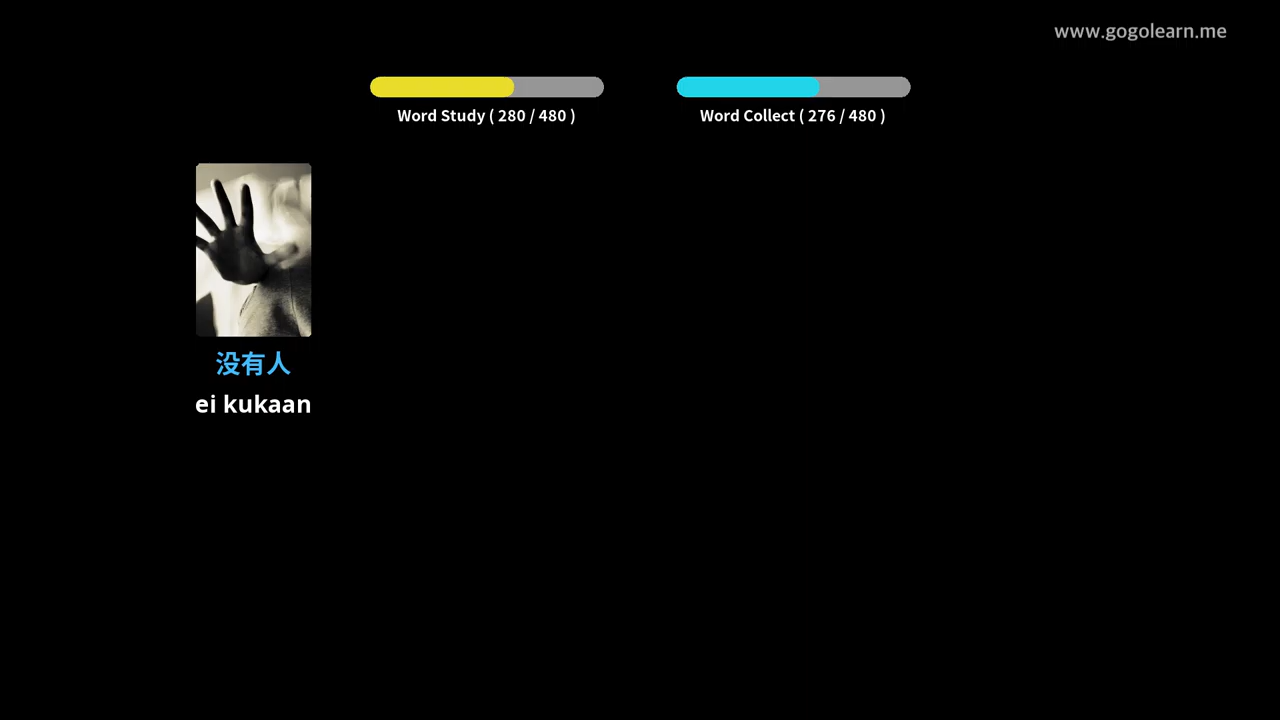 www.gogolearn.me
Word Study ( 280 / 480 )
Word Collect ( 276 / 480 )
没有人
ei kukaan